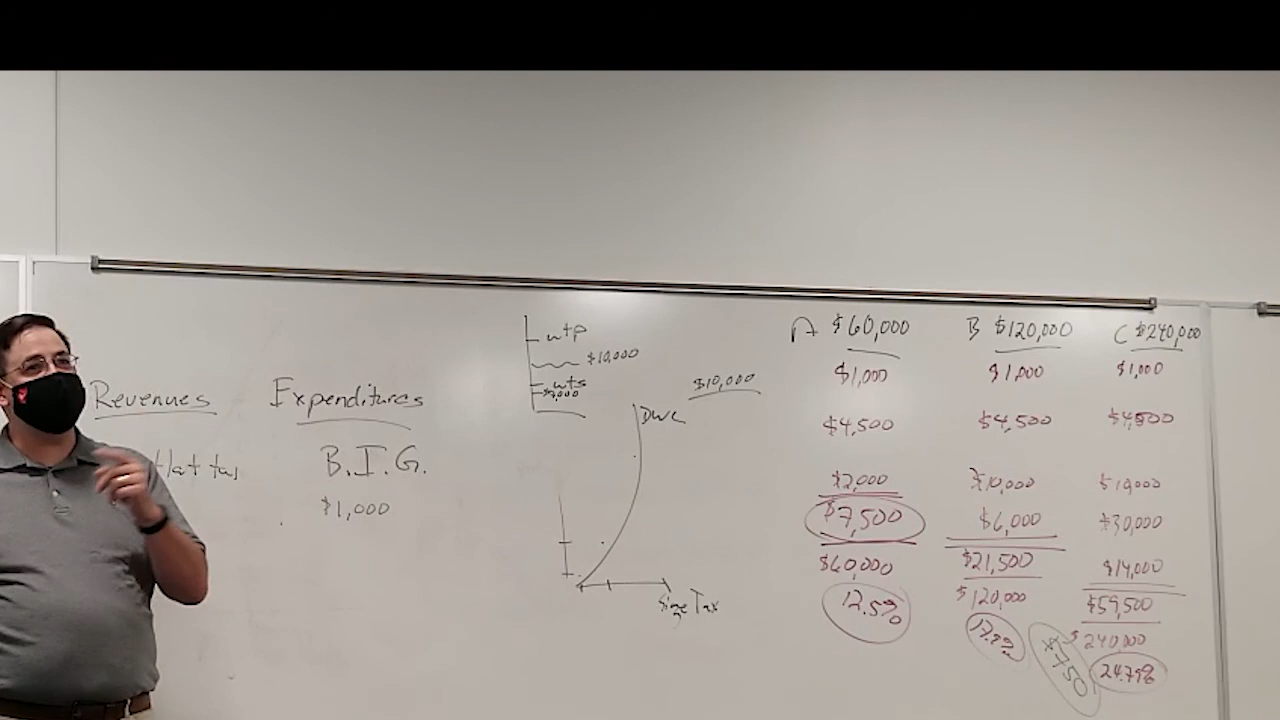 Revenues
flat tax
Expenditures
B.I.G.
$1,000
wtp
$10,000
wts
$10,000
DWL
Size Tax
A $60,000
$1,000
$4,500
$2,000
$7,500
$60,000
12.5%
B $120,000
$1,000
$4,500
$10,000
$6,000
$21,500
$120,000
17.9%
C $240,000
$1,000
$4,500
$10,000
$30,000
$14,000
$59,500
$240,000
24.79%
$750